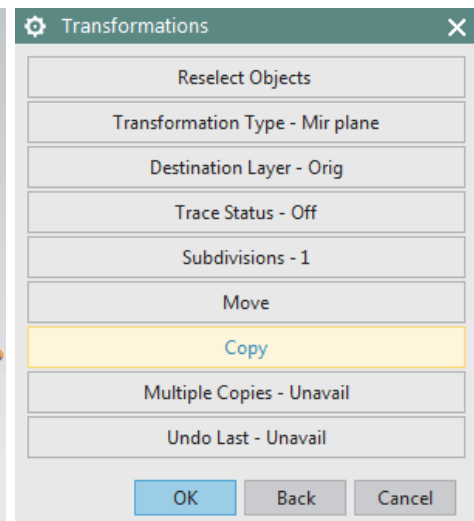 Transformations
Reselect Objects
Transformation Type - Mir plane
Destination Layer - Orig
Trace Status - Off
Subdivisions - 1
Move
Copy
Multiple Copies - Unavail
Undo Last - Unavail
OK Back Cancel